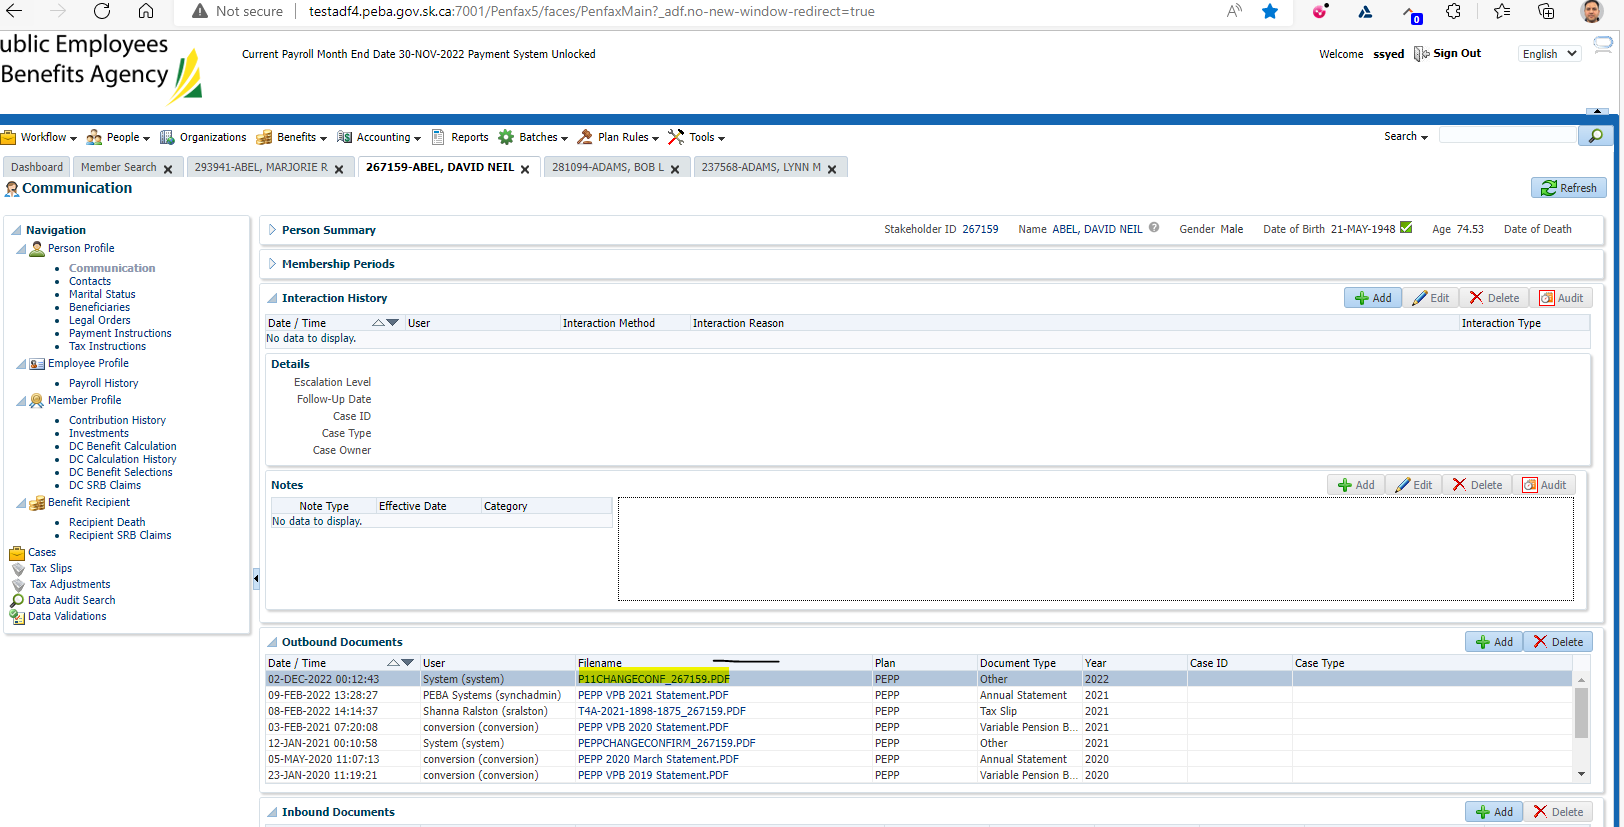 Not secure testadf4.peba.gov.sk.ca:7001/Penfax5/faces/PenfaxMain?_adf.no-new-window-redirect=true
0
ublic Employees
Benefits Agency
Current Payroll Month End Date 30-NOV-2022 Payment System Unlocked
Welcome ssyed Sign Out English
Workflow People Organizations Benefits Accounting Reports Batches Plan Rules Tools Search
Dashboard Member Search 293941-ABEL, MARJORIE R 267159-ABEL, DAVID NEIL 281094-ADAMS, BOB L 237568-ADAMS, LYNN M
Communication Refresh
Navigation
Person Profile
Communication
Contacts
Marital Status
Beneficiaries
Legal Orders
Payment Instructions
Tax Instructions
Employee Profile
Payroll History
Member Profile
Contribution History
Investments
DC Benefit Calculation
DC Calculation History
DC Benefit Selections
DC SRB Claims
Benefit Recipient
Recipient Death
Recipient SRB Claims
Cases
Tax Slips
Tax Adjustments
Data Audit Search
Data Validations
Person Summary Stakeholder ID 267159 Name ABEL, DAVID NEIL Gender Male Date of Birth 21-MAY-1948 Age 74.53 Date of Death
Membership Periods
Interaction History Add Edit Delete Audit
Date / Time User Interaction Method Interaction Reason Interaction Type
No data to display.
Details
Escalation Level
Follow-Up Date
Case ID
Case Type
Case Owner
Notes Add Edit Delete Audit
Note Type Effective Date Category
No data to display.
Outbound Documents Add Delete
Date / Time User Filename Plan Document Type Year Case ID Case Type
02-DEC-2022 00:12:43 System (system) P11CHANGECONF_267159.PDF PEPP Other 2022
09-FEB-2022 13:28:27 PEBA Systems (synchadmin) PEPP VPB 2021 Statement.PDF PEPP Annual Statement 2021
08-FEB-2022 14:14:37 Shanna Ralston (sralston) T4A-2021-1898-1875_267159.PDF PEPP Tax Slip 2021
03-FEB-2021 07:20:08 conversion (conversion) PEPP VPB 2020 Statement.PDF PEPP Variable Pension B... 2021
12-JAN-2021 00:10:58 System (system) PEPPCHANGECONFIRM_267159.PDF PEPP Other 2021
05-MAY-2020 11:07:13 conversion (conversion) PEPP 2020 March Statement.PDF PEPP Annual Statement 2020
23-JAN-2020 11:19:21 conversion (conversion) PEPP VPB 2019 Statement.PDF PEPP Variable Pension B... 2020
Inbound Documents Add Delete